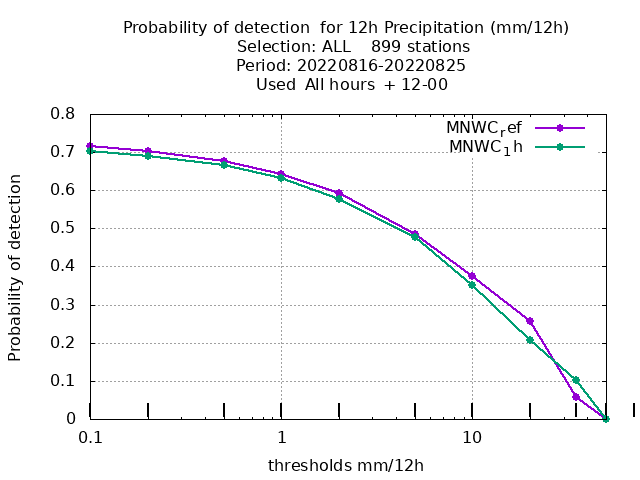 Probability of detection  for 12h Precipitation (mm/12h)
Selection: ALL    899 stations
Period: 20220816-20220825
Used  All hours  + 12-00
0.8
0.7
0.6
0.5
0.4
0.3
0.2
0.1
0
Probability of detection
MNWCref
MNWC1h
0.1
1
10
thresholds mm/12h